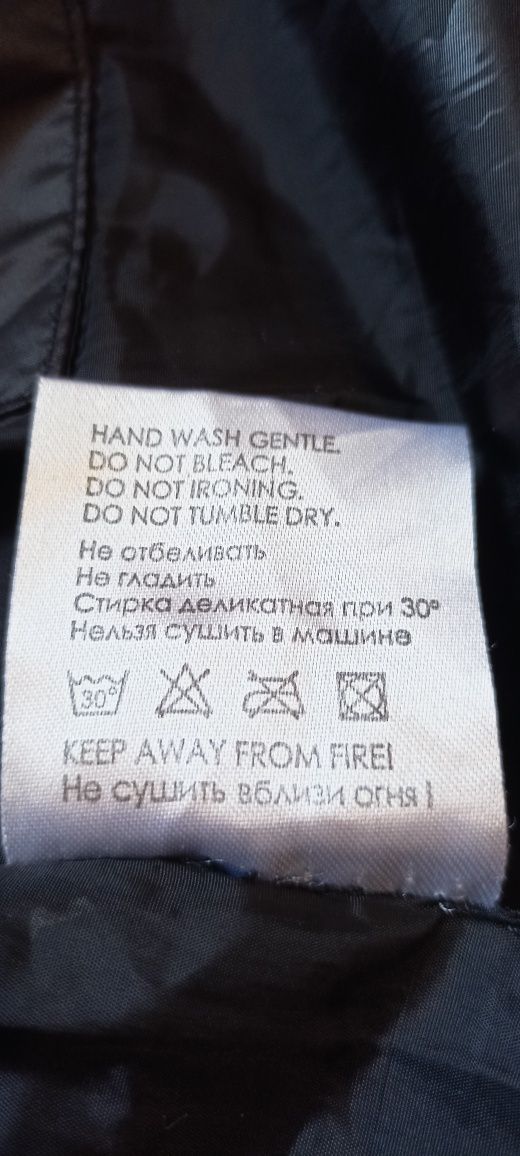 HAND WASH GENTLE.
DO NOT BLEACH.
DO NOT IRONING.
DO NOT TUMBLE DRY.
Не отбеливать
Не гладить
Стирка деликатная при 30°
Нельзя сушить в машине
30°
KEEP AWAY FROM FIRE!
Не сушить вблизи огня !